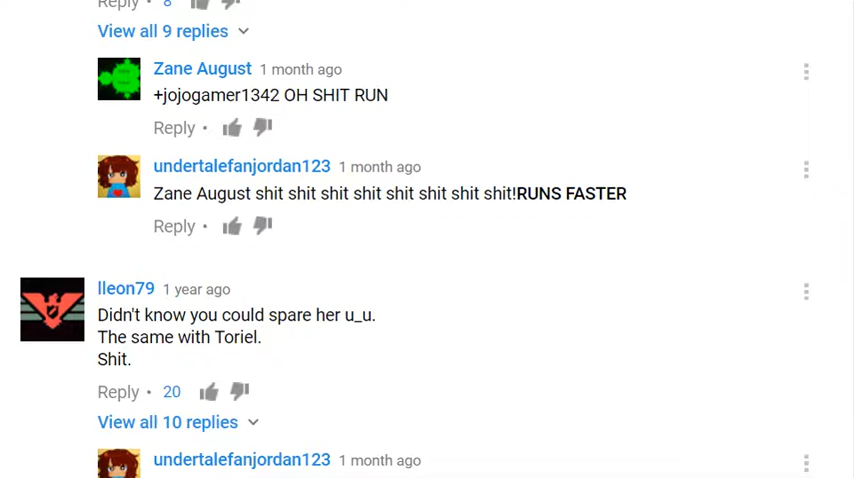 Reply 8
View all 9 replies
Zane August 1 month ago
+jojogamer1342 OH SHIT RUN
Reply •
undertalefanjordan123 1 month ago
Zane August shit shit shit shit shit shit shit shit!RUNS FASTER
Reply •
lleon79 1 year ago
Didn't know you could spare her u_u.
The same with Toriel.
Shit.
Reply • 20
View all 10 replies
undertalefanjordan123 1 month ago